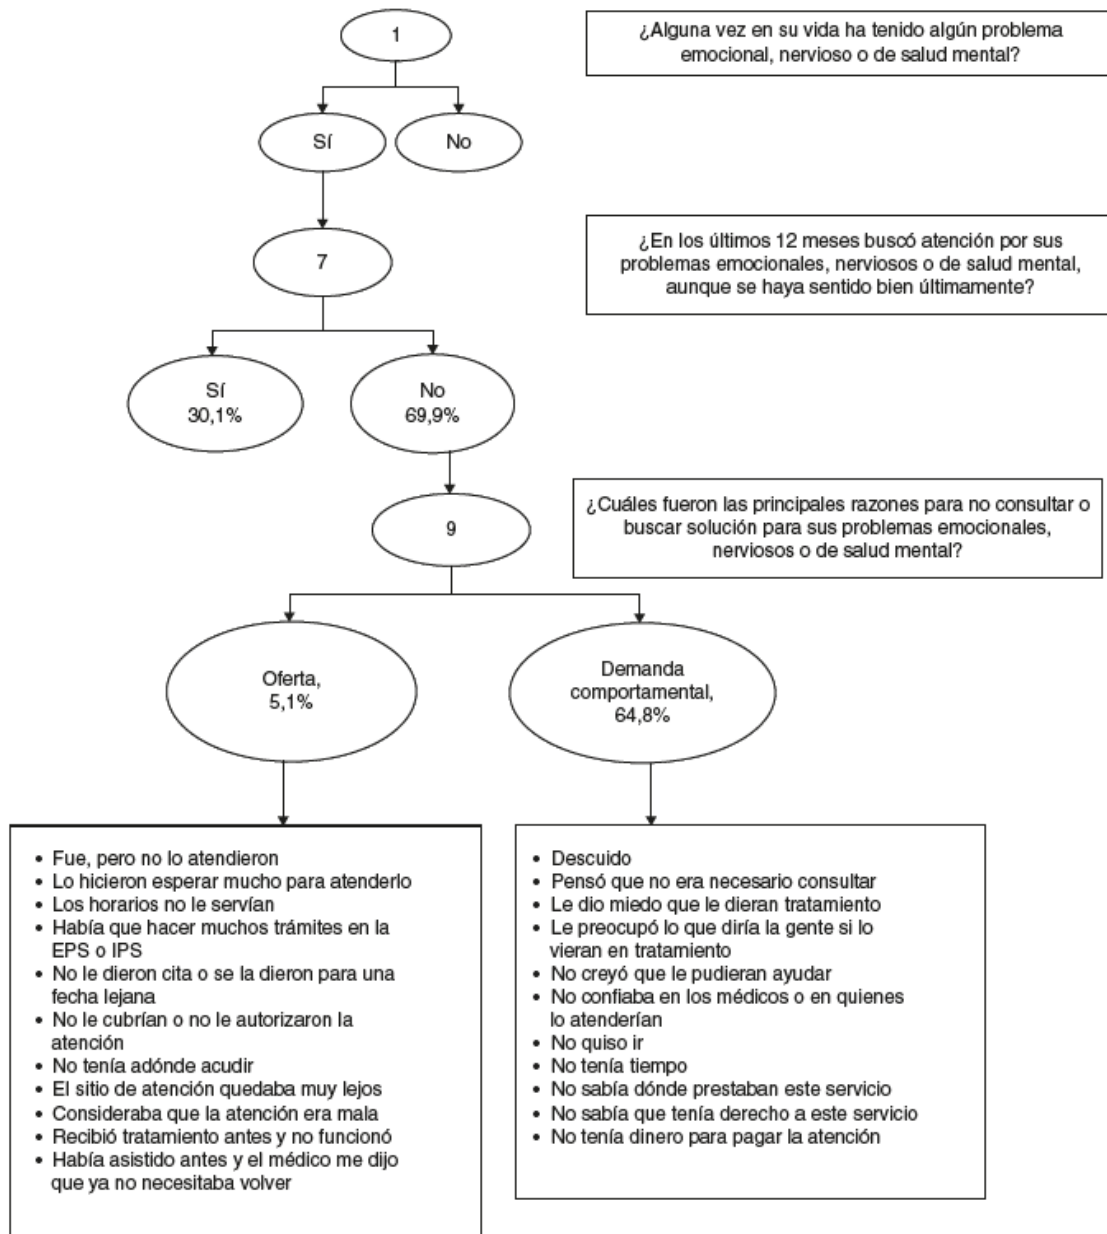 1
¿Alguna vez en su vida ha tenido algún problema
emocional, nervioso o de salud mental?
Sí
No
7
¿En los últimos 12 meses buscó atención por sus
problemas emocionales, nerviosos o de salud mental,
aunque se haya sentido bien últimamente?
Sí
30,1%
No
69,9%
9
¿Cuáles fueron las principales razones para no consultar o
buscar solución para sus problemas emocionales,
nerviosos o de salud mental?
Oferta,
5,1%
Demanda
comportamental,
64,8%
• Fue, pero no lo atendieron
• Lo hicieron esperar mucho para atenderlo
• Los horarios no le servían
• Había que hacer muchos trámites en la
EPS o IPS
• No le dieron cita o se la dieron para una
fecha lejana
• No le cubrían o no le autorizaron la
atención
• No tenía adónde acudir
• El sitio de atención quedaba muy lejos
• Consideraba que la atención era mala
• Recibió tratamiento antes y no funcionó
• Había asistido antes y el médico me dijo
que ya no necesitaba volver
• Descuido
• Pensó que no era necesario consultar
• Le dio miedo que le dieran tratamiento
• Le preocupó lo que diría la gente si lo
vieran en tratamiento
• No creyó que le pudieran ayudar
• No confiaba en los médicos o en quienes
lo atenderían
• No quiso ir
• No tenía tiempo
• No sabía dónde prestaban este servicio
• No sabía que tenía derecho a este servicio
• No tenía dinero para pagar la atención